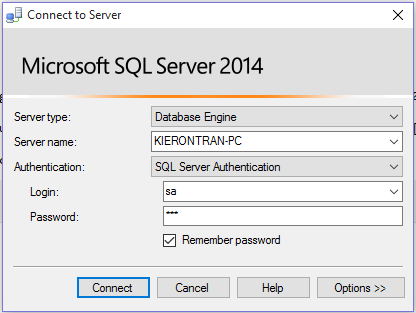 Connect to Server
Microsoft SQL Server 2014
Server type: Database Engine
Server name: KIERONTRAN-PC
Authentication: SQL Server Authentication
Login: sa
Password: ***
Remember password
Connect Cancel Help Options >>